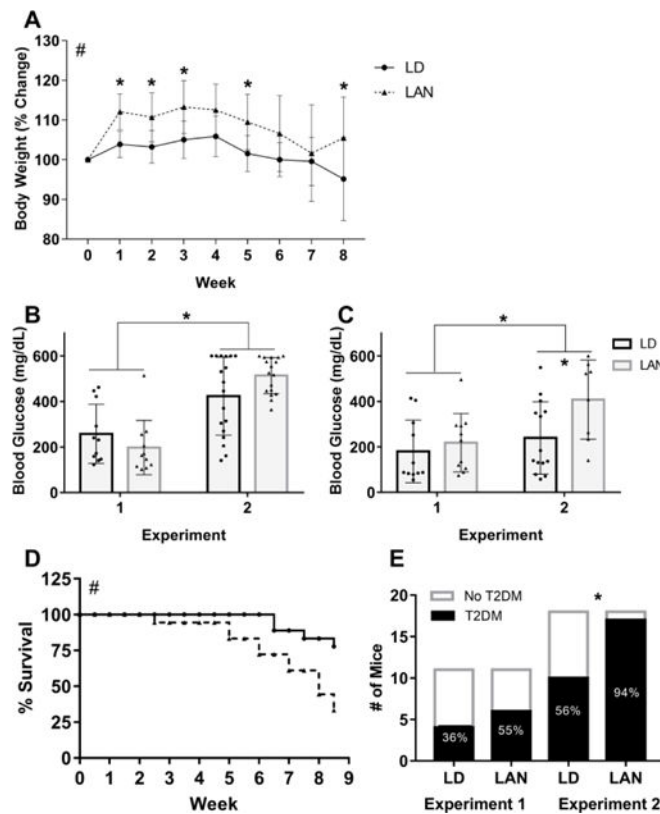 A
#
Body Weight (% Change)
130
120
110
100
90
80
* * * * *
0 1 2 3 4 5 6 7 8
Week
LD
LAN
B
Blood Glucose (mg/dL)
600
400
200
0
*
1 2
Experiment
C
Blood Glucose (mg/dL)
600
400
200
0
*
*
1 2
Experiment
LD
LAN
D
#
% Survival
125
100
75
50
25
0
0 1 2 3 4 5 6 7 8 9
Week
E
No T2DM
T2DM
*
# of Mice
20
15
10
5
0
36% 55% 56% 94%
LD LAN LD LAN
Experiment 1 Experiment 2